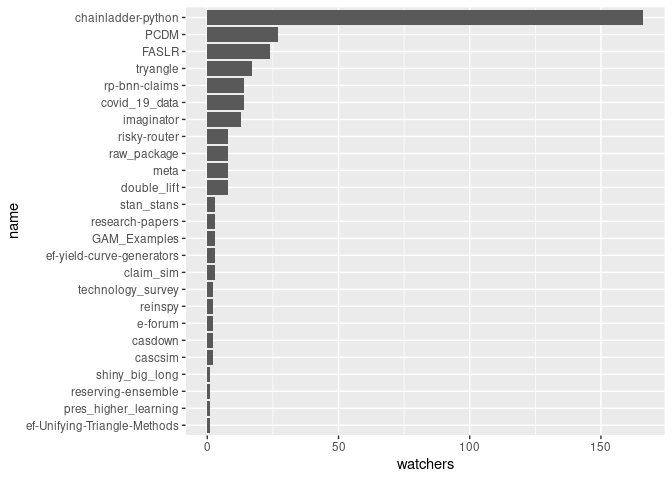 chainladder-python
PCDM
FASLR
tryangle
rp-bnn-claims
covid_19_data
imaginator
risky-router
raw_package
meta
double_lift
stan_stans
research-papers
GAM_Examples
ef-yield-curve-generators
claim_sim
technology_survey
reinspy
e-forum
casdown
cascsim
shiny_big_long
reserving-ensemble
pres_higher_learning
ef-Unifying-Triangle-Methods
name
0 50 100 150
watchers